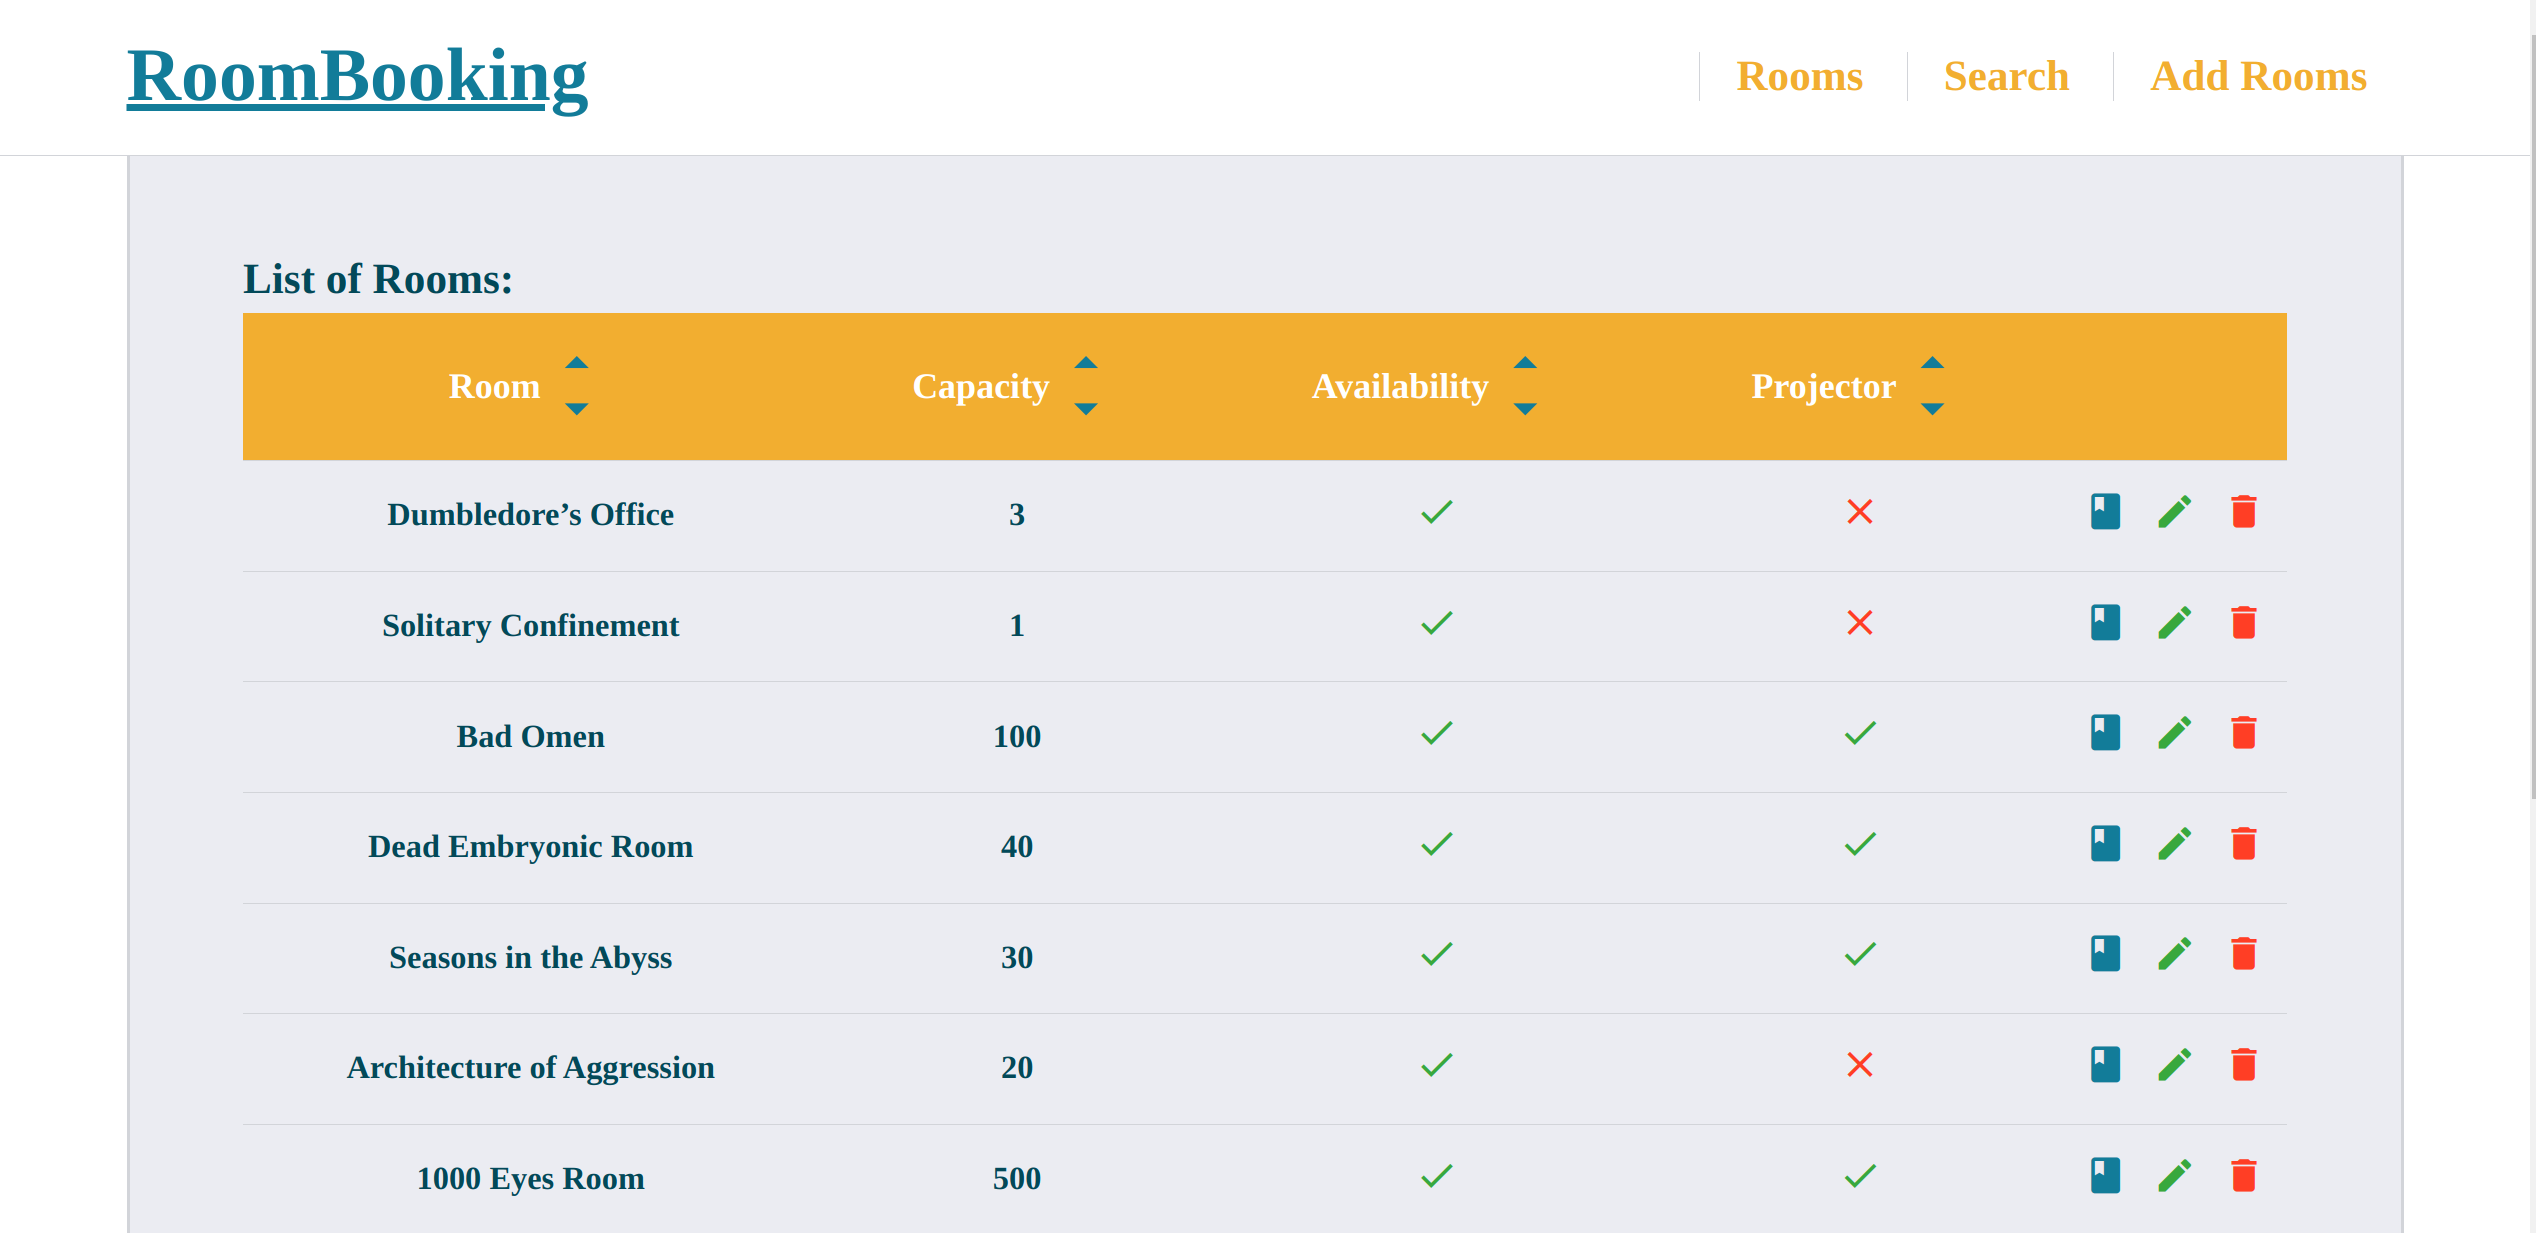 RoomBooking
Rooms Search Add Rooms
List of Rooms:
Room Capacity Availability Projector
Dumbledore’s Office 3
Solitary Confinement 1
Bad Omen 100
Dead Embryonic Room 40
Seasons in the Abyss 30
Architecture of Aggression 20
1000 Eyes Room 500